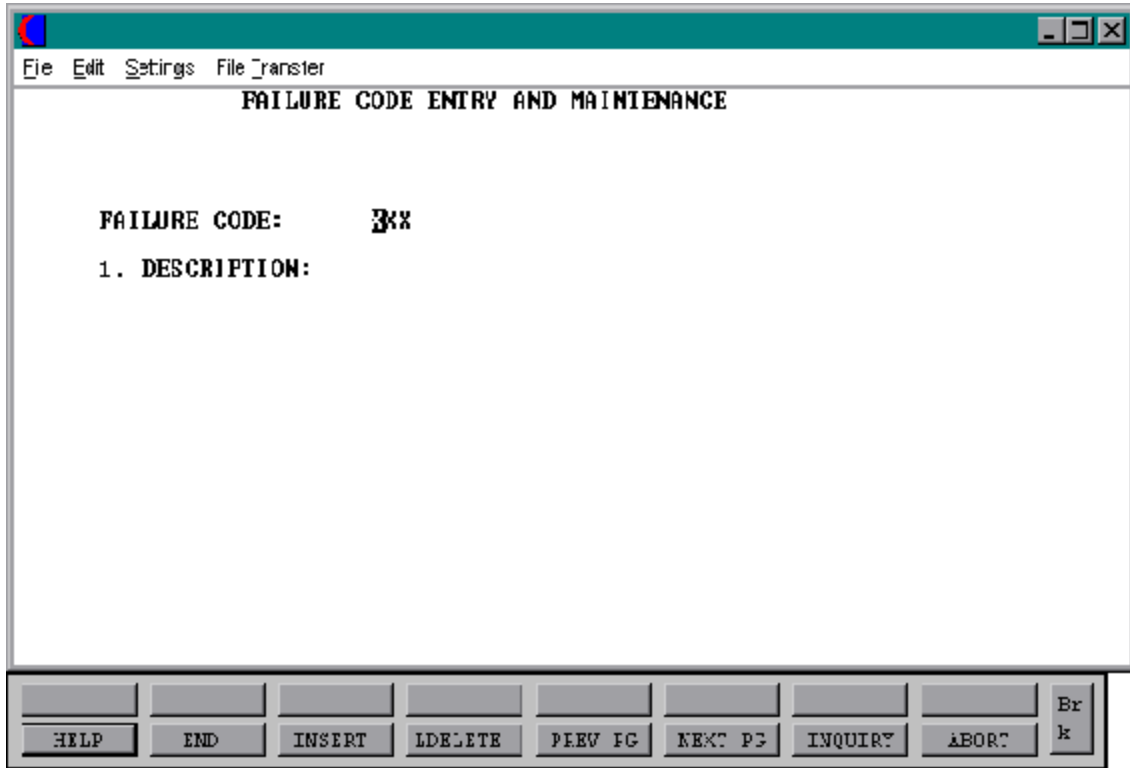 File Edit Settings File Transfer
FAILURE CODE ENTRY AND MAINTENANCE
FAILURE CODE:
1. DESCRIPTION:
HELP END INSERT LDELETE PREV PG NEXT PG INQUIRY ABORT
Br
k